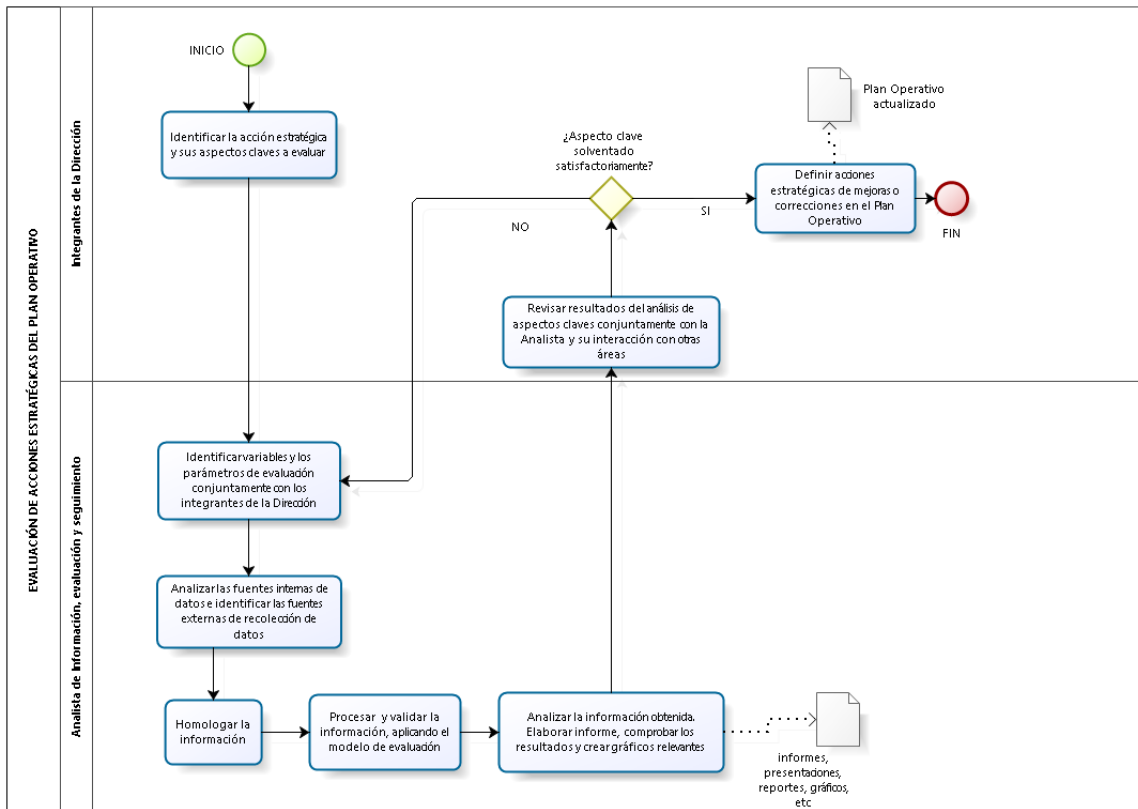 EVALUACIÓN DE ACCIONES ESTRATÉGICAS DEL PLAN OPERATIVO
Integrantes de la Dirección
INICIO
Identificar la acción estratégica
y sus aspectos claves a evaluar
¿Aspecto clave
solventado
satisfactoriamente?
NO
SI
Plan Operativo
actualizado
Definir acciones
estratégicas de mejoras o
correcciones en el Plan
Operativo
FIN
Revisar resultados del análisis de
aspectos claves conjuntamente con la
Analista y su interacción con otras
áreas
Analista de Información, evaluación y seguimiento
Identificar variables y los
parámetros de evaluación
conjuntamente con los
integrantes de la Dirección
Analizar las fuentes internas de
datos e identificar las fuentes
externas de recolección de
datos
Homologar la
información
Procesar y validar la
información, aplicando el
modelo de evaluación
Analizar la información obtenida.
Elaborar informe, comprobar los
resultados y crear gráficos relevantes
informes,
presentaciones,
reportes, gráficos,
etc